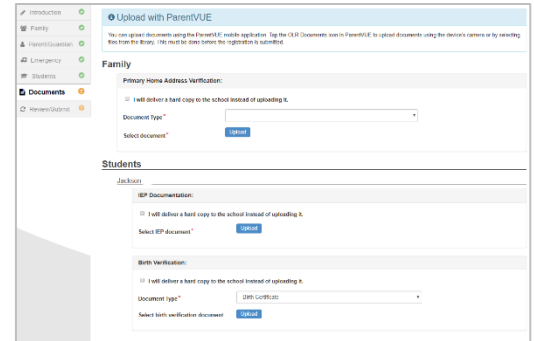 Introduction
Family
Parent/Guardian
Emergency
Students
Documents
Review/Submit
Upload with ParentVUE
You can upload documents using the ParentVUE mobile application. Tap the OLR Documents icon in ParentVUE to upload documents using the device's camera or by selecting
files from the library. This must be done before the registration is submitted.
Family
Primary Home Address Verification:
I will deliver a hard copy to the school instead of uploading it.
Document Type*
Select document*
Upload
Students
Jackson
IEP Documentation:
I will deliver a hard copy to the school instead of uploading it.
Select IEP document*
Upload
Birth Verification:
I will deliver a hard copy to the school instead of uploading it.
Document Type*
Birth Certificate
Select birth verification document
Upload